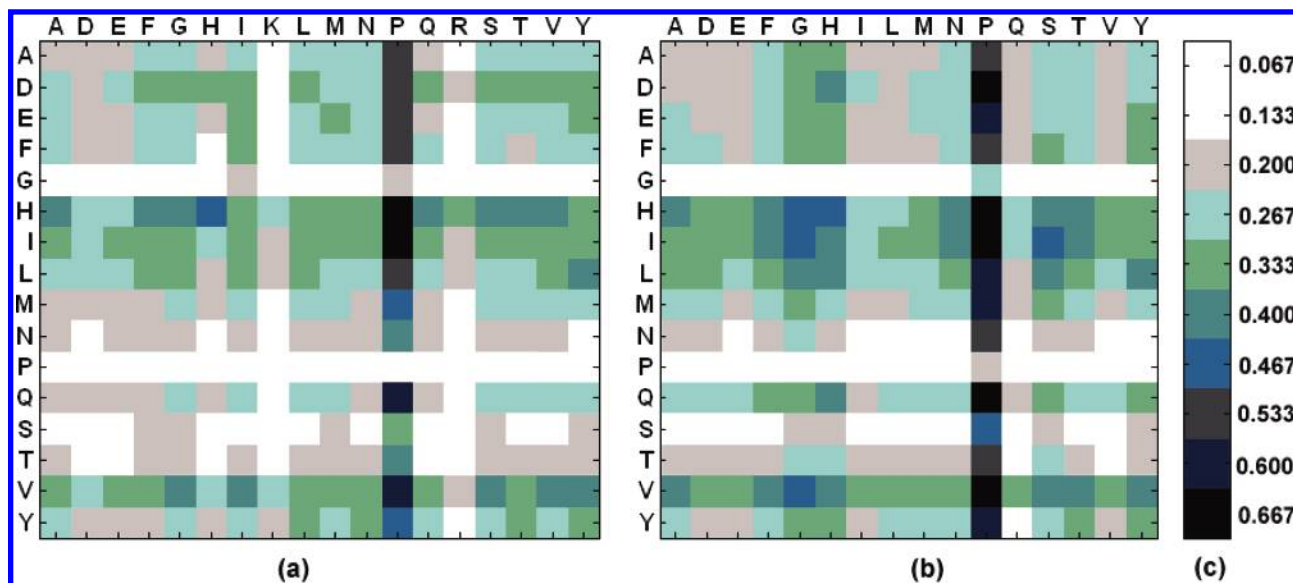 A D E F G H I K L M N P Q R S T V Y
A D E F G H I L M N P Q S T V Y
A
D
E
F
G
H
I
L
M
N
P
Q
S
T
V
Y
A
D
E
F
G
H
I
L
M
N
P
Q
S
T
V
Y
0.067
0.133
0.200
0.267
0.333
0.400
0.467
0.533
0.600
0.667
(a)
(b)
(c)